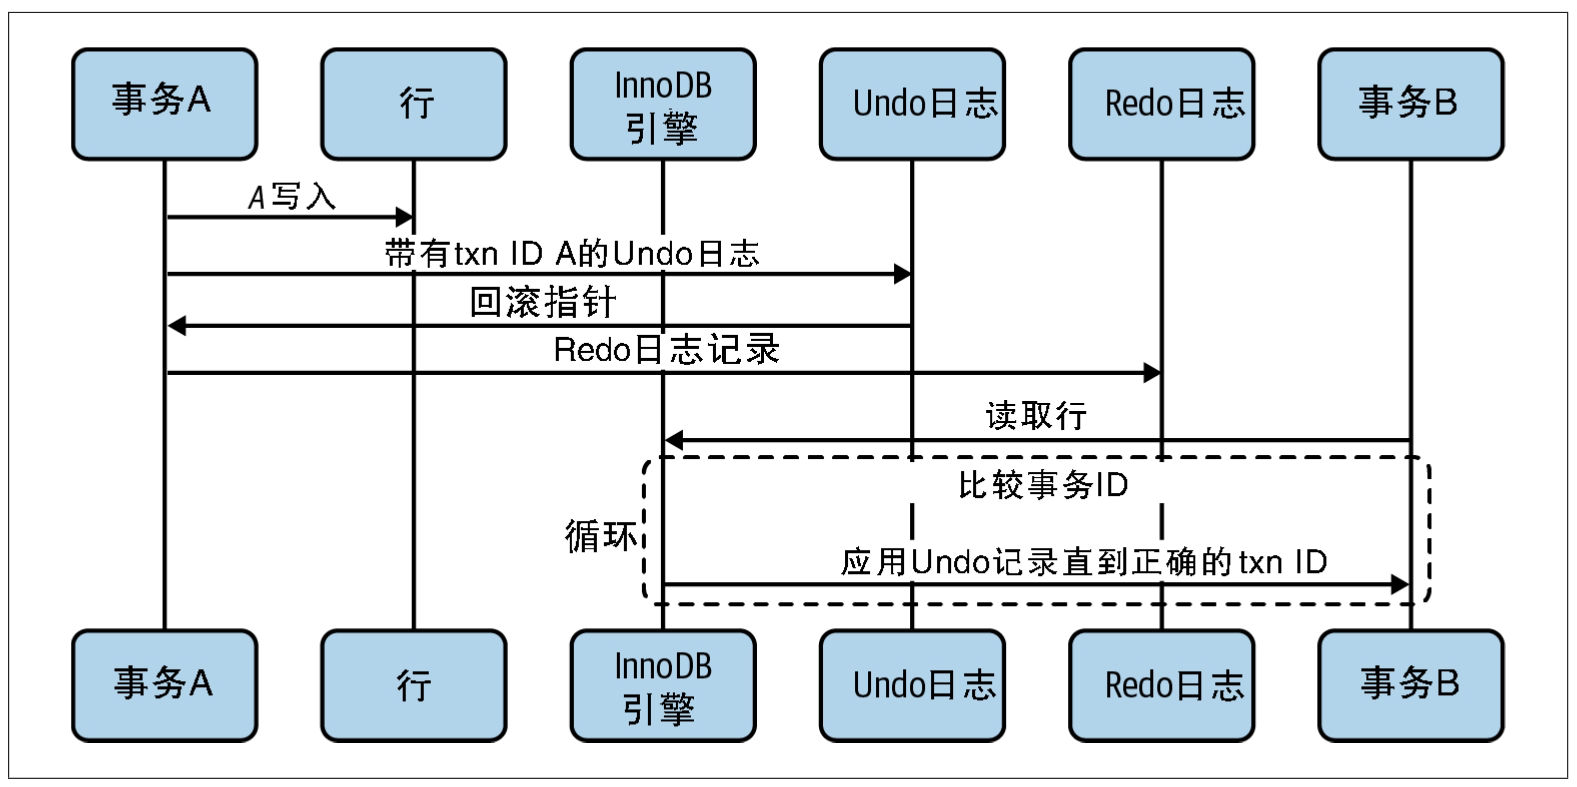 事务A
行
InnoDB
引擎
Undo日志
Redo日志
事务B
A写入
带有txn ID A的Undo日志
回滚指针
Redo日志记录
读取行
比较事务ID
循环
应用Undo记录直到正确的txn ID
事务A
行
InnoDB
引擎
Undo日志
Redo日志
事务B